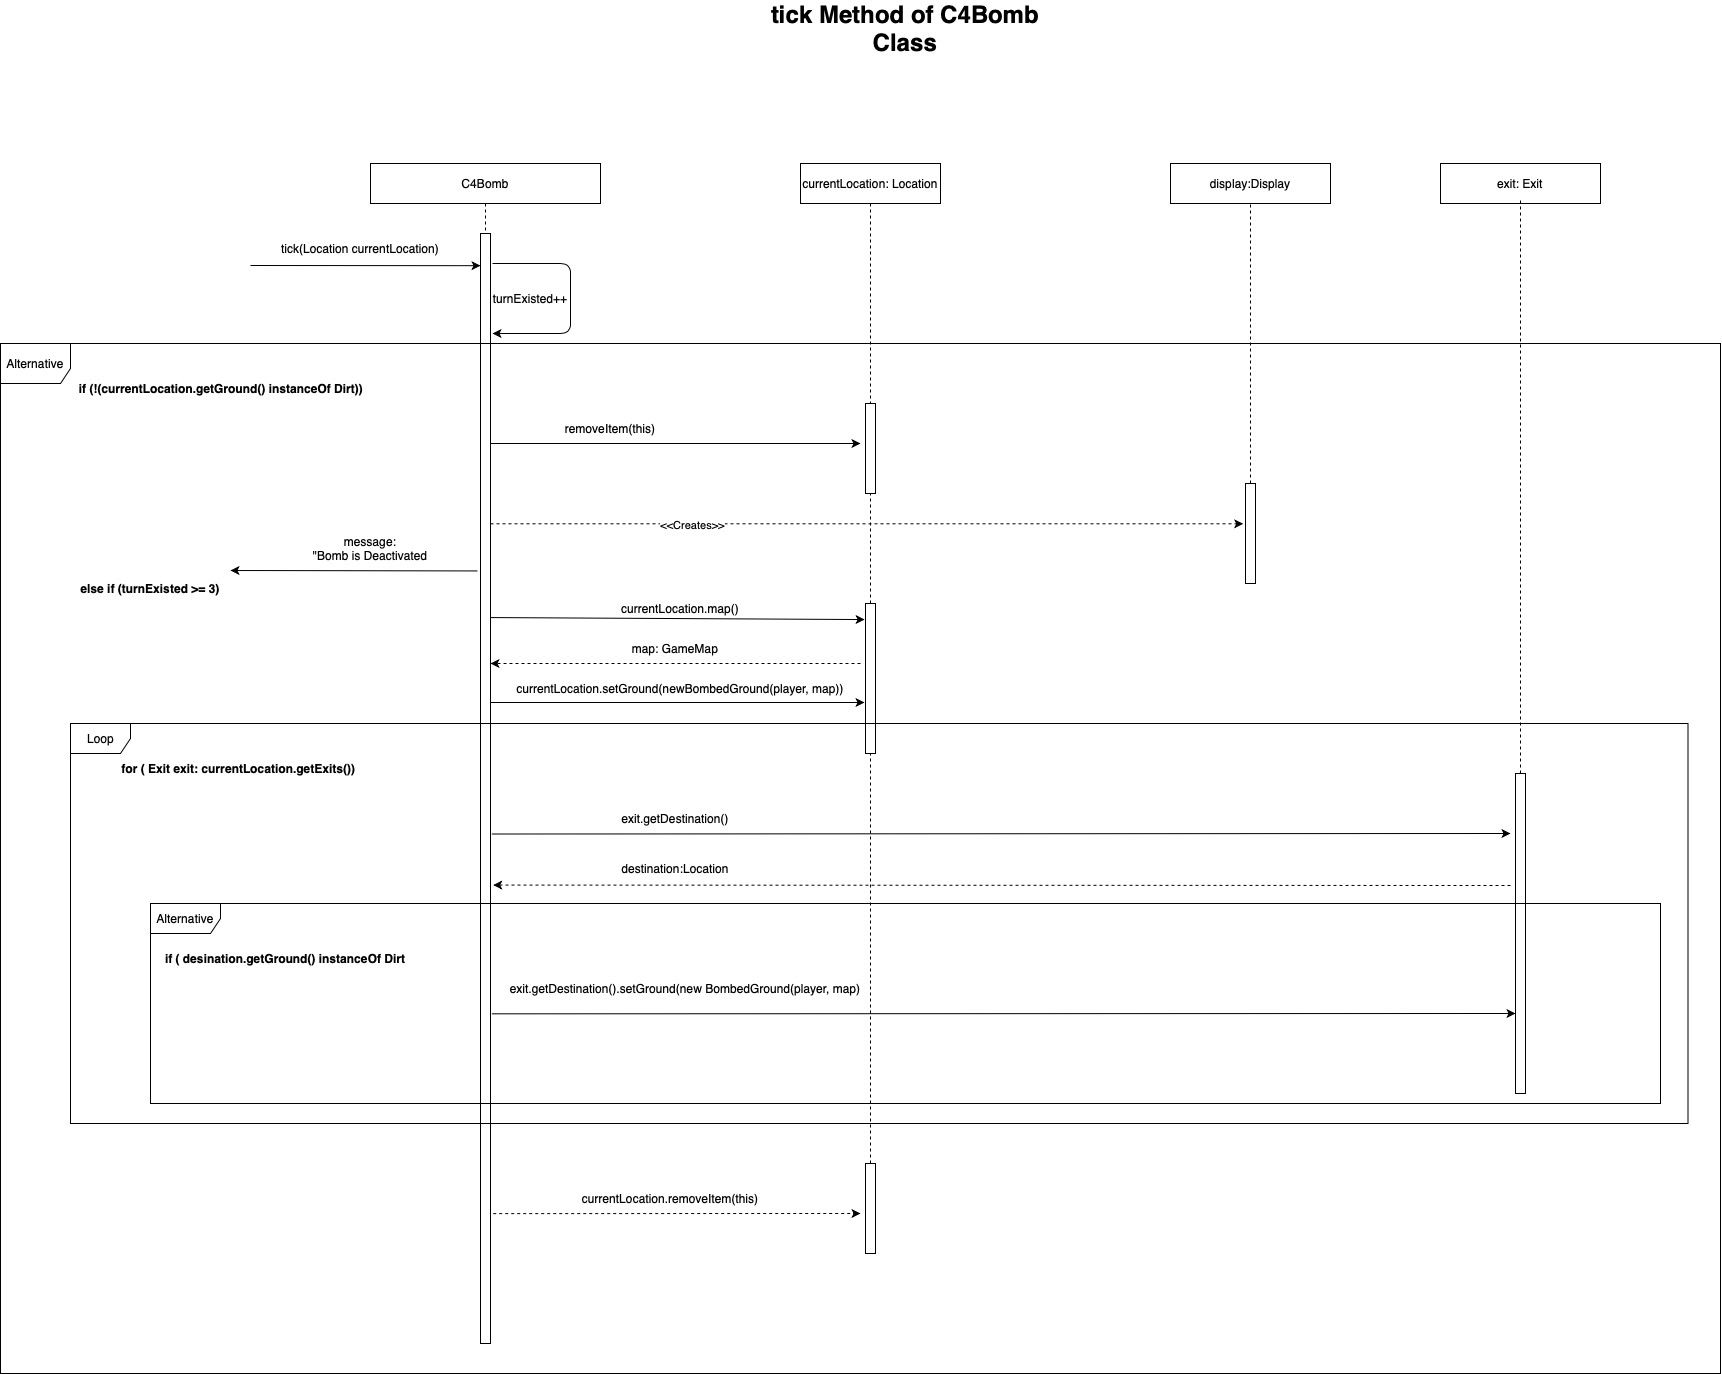 tick Method of C4Bomb
Class
C4Bomb
currentLocation: Location
display:Display
exit: Exit
tick(Location currentLocation)
turnExisted++
Alternative
if (!(currentLocation.getGround() instanceOf Dirt))
removeItem(this)
<<Creates>>
message:
"Bomb is Deactivated
else if (turnExisted >= 3)
currentLocation.map()
map: GameMap
currentLocation.setGround(newBombedGround(player, map))
Loop
for ( Exit exit: currentLocation.getExits())
exit.getDestination()
destination:Location
Alternative
if ( desination.getGround() instanceOf Dirt
exit.getDestination().setGround(new BombedGround(player, map)
currentLocation.removeItem(this)